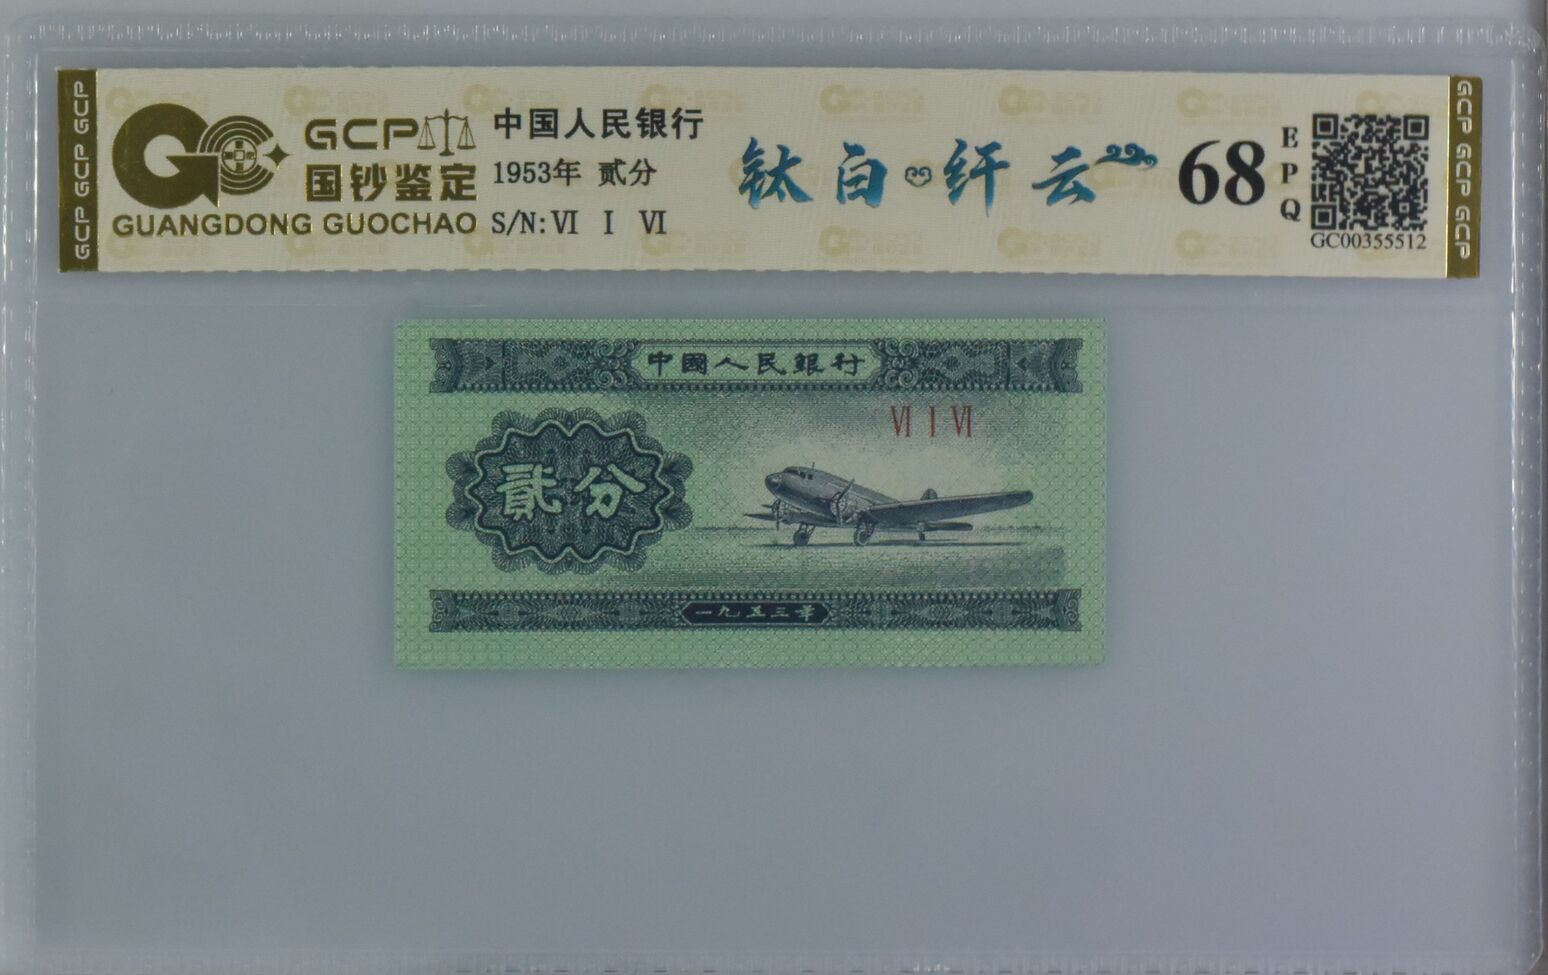 GCP GCP GCP
GCP
国钞鉴定
GUANGDONG GUOCHAO
中国人民银行
1953年 贰分
S/N: VI I VI
钛白 纤云
68
EPQ
GC00355512
GCP GCP GCP
中國人民銀行
VI I VI
貳分
一九五三年